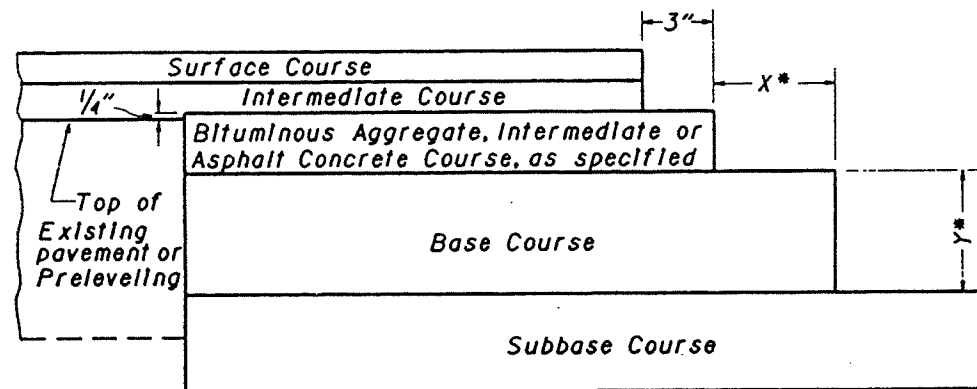 3"
Surface Course
X*
1/4"
Intermediate Course
Bituminous Aggregate, Intermediate or
Asphalt Concrete Course, as specified
Top of
Existing
pavement or
Preleveling
Base Course
Y*
Subbase Course